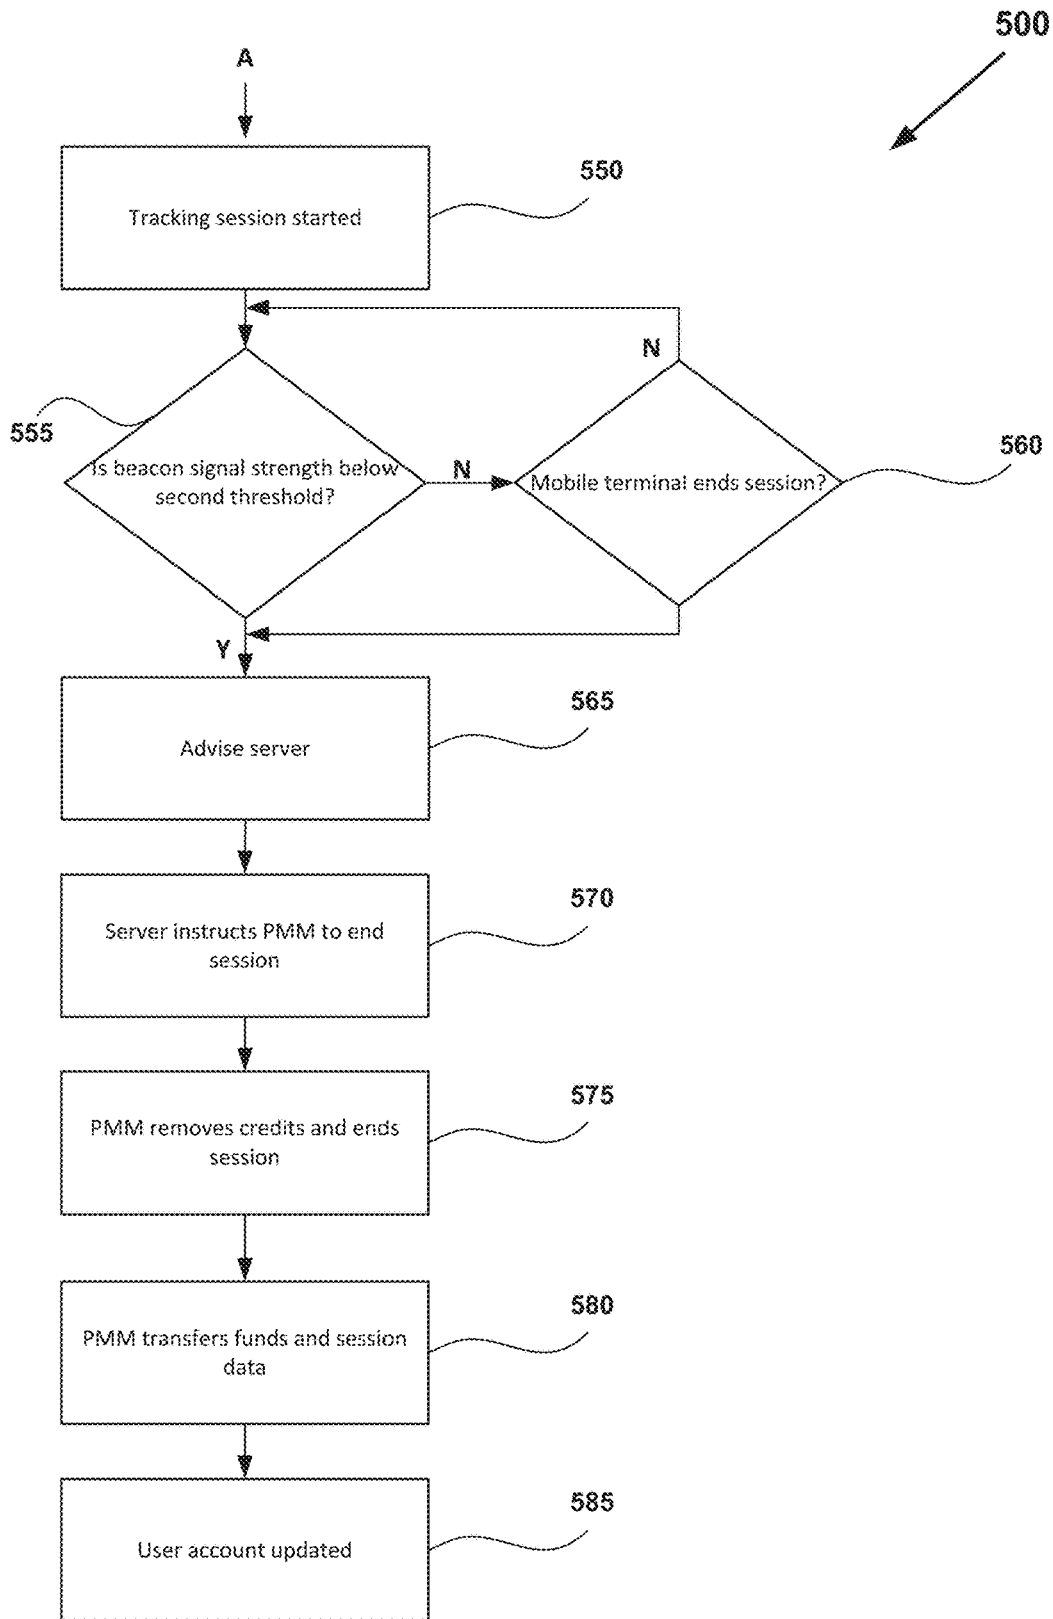 500
A
Tracking session started
550
N
555
Is beacon signal strength below
second threshold?
N
Mobile terminal ends session?
560
Y
Advise server
565
Server instructs PMM to end
session
570
PMM removes credits and ends
session
575
PMM transfers funds and session
data
580
User account updated
585